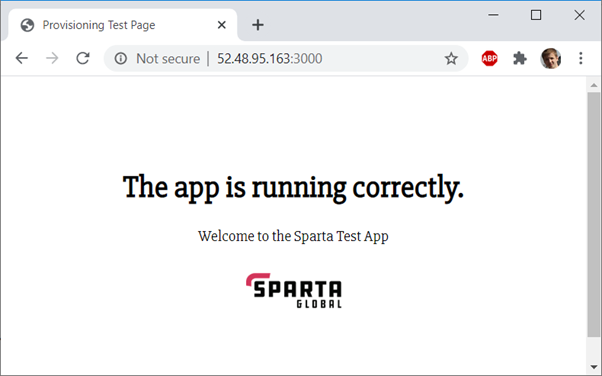 Provisioning Test Page
Not secure | 52.48.95.163:3000
ABP
The app is running correctly.
Welcome to the Sparta Test App
SPARTA
GLOBAL